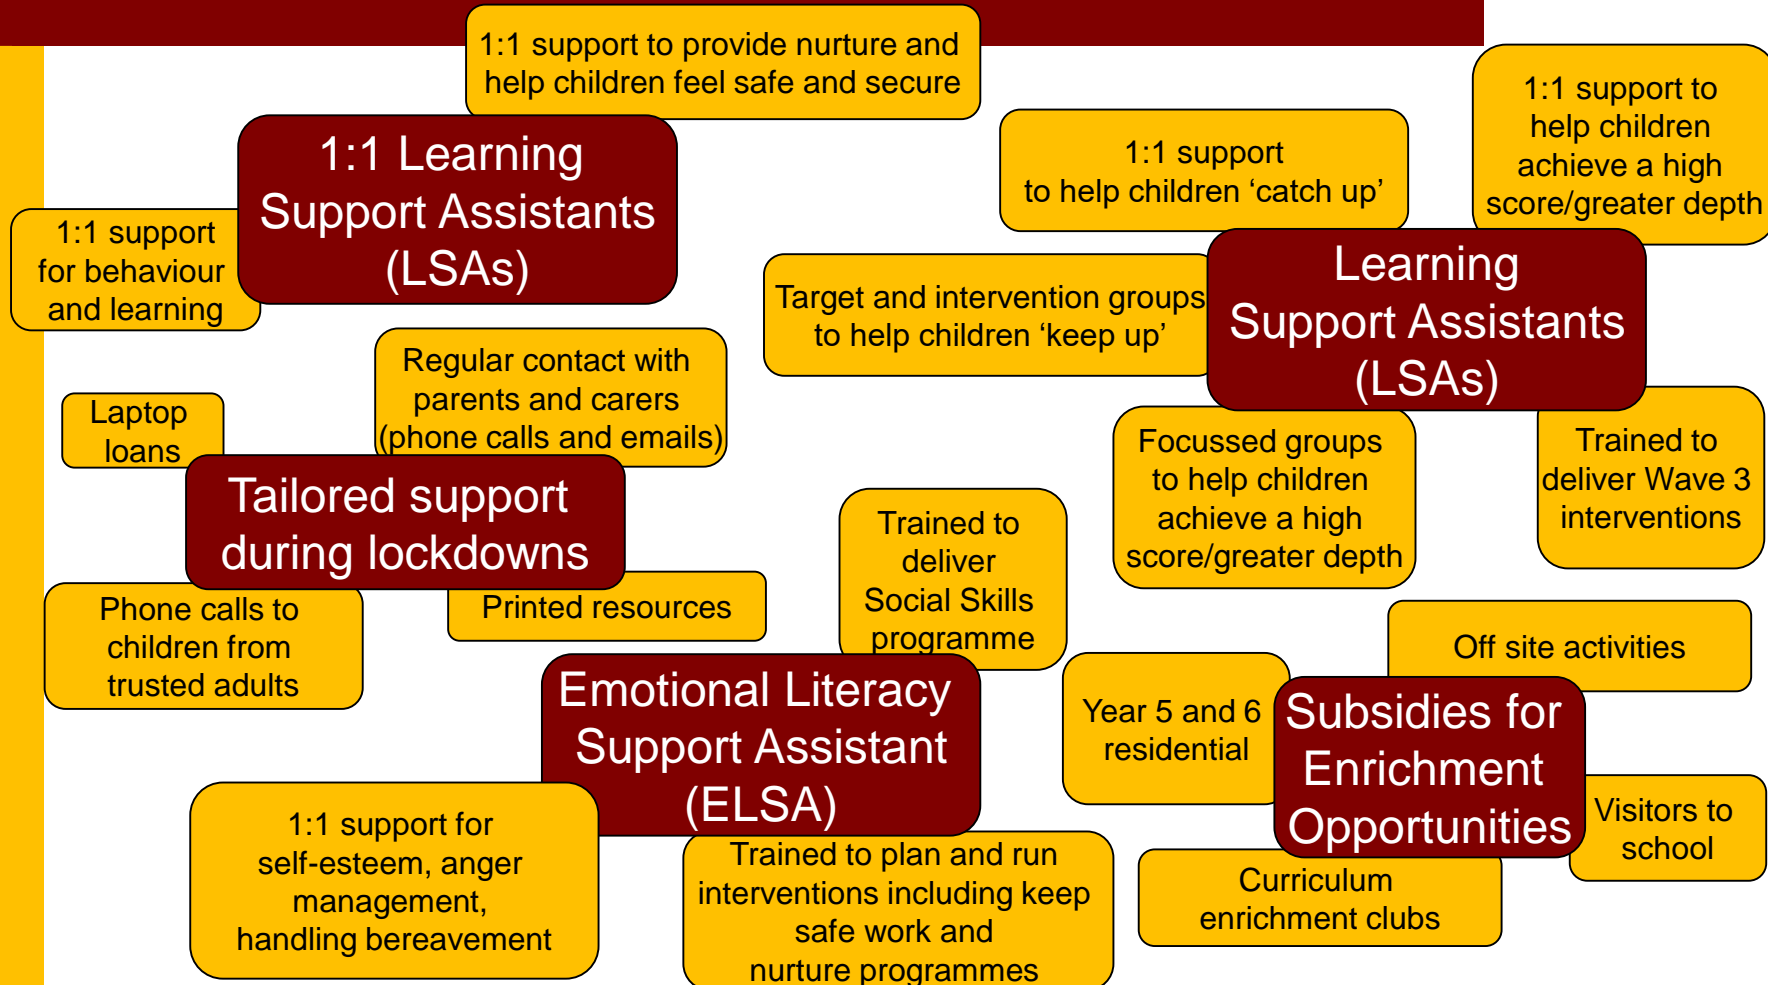 1:1 support to provide nurture and
help children feel safe and secure
1:1 Learning
Support Assistants
(LSAs)
1:1 support
for behaviour
and learning
1:1 support
to help children ‘catch up’
1:1 support to
help children
achieve a high
score/greater depth
Target and intervention groups
to help children ‘keep up’
Learning
Support Assistants
(LSAs)
Focussed groups
to help children
achieve a high
score/greater depth
Trained to
deliver Wave 3
interventions
Laptop
loans
Regular contact with
parents and carers
(phone calls and emails)
Tailored support
during lockdowns
Phone calls to
children from
trusted adults
Printed resources
Trained to
deliver
Social Skills
programme
Emotional Literacy
Support Assistant
(ELSA)
1:1 support for
self-esteem, anger
management,
handling bereavement
Trained to plan and run
interventions including keep
safe work and
nurture programmes
Off site activities
Year 5 and 6
residential
Subsidies for
Enrichment
Opportunities
Visitors to
school
Curriculum
enrichment clubs